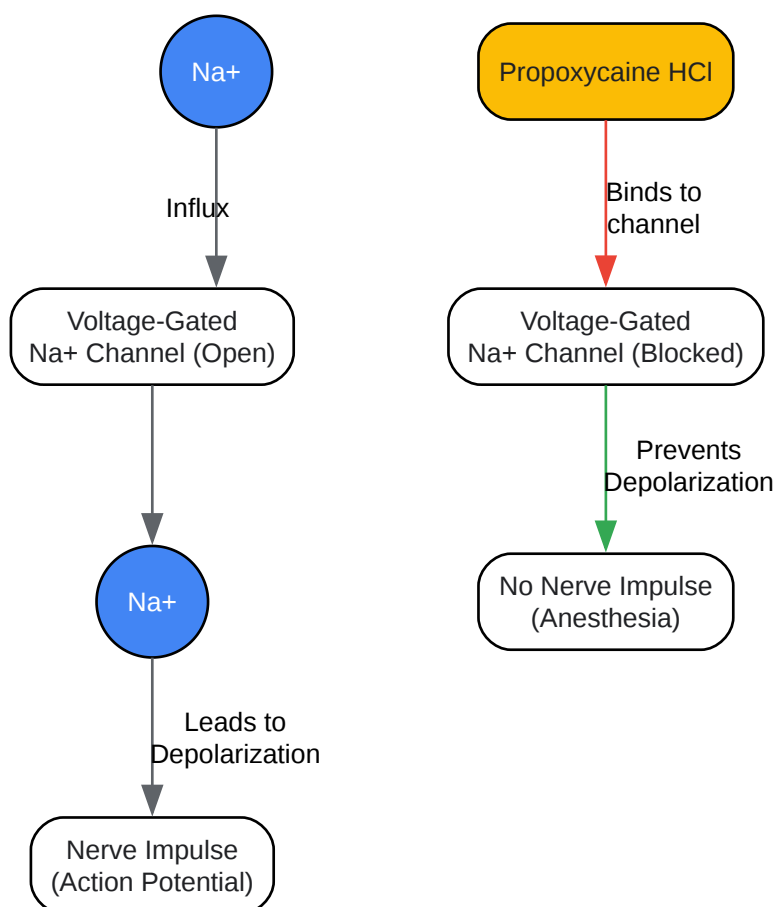 Na+
Influx
Voltage-Gated
Na+ Channel (Open)
Na+
Leads to
Depolarization
Nerve Impulse
(Action Potential)
Propoxycaine HCl
Binds to
channel
Voltage-Gated
Na+ Channel (Blocked)
Prevents
Depolarization
No Nerve Impulse
(Anesthesia)